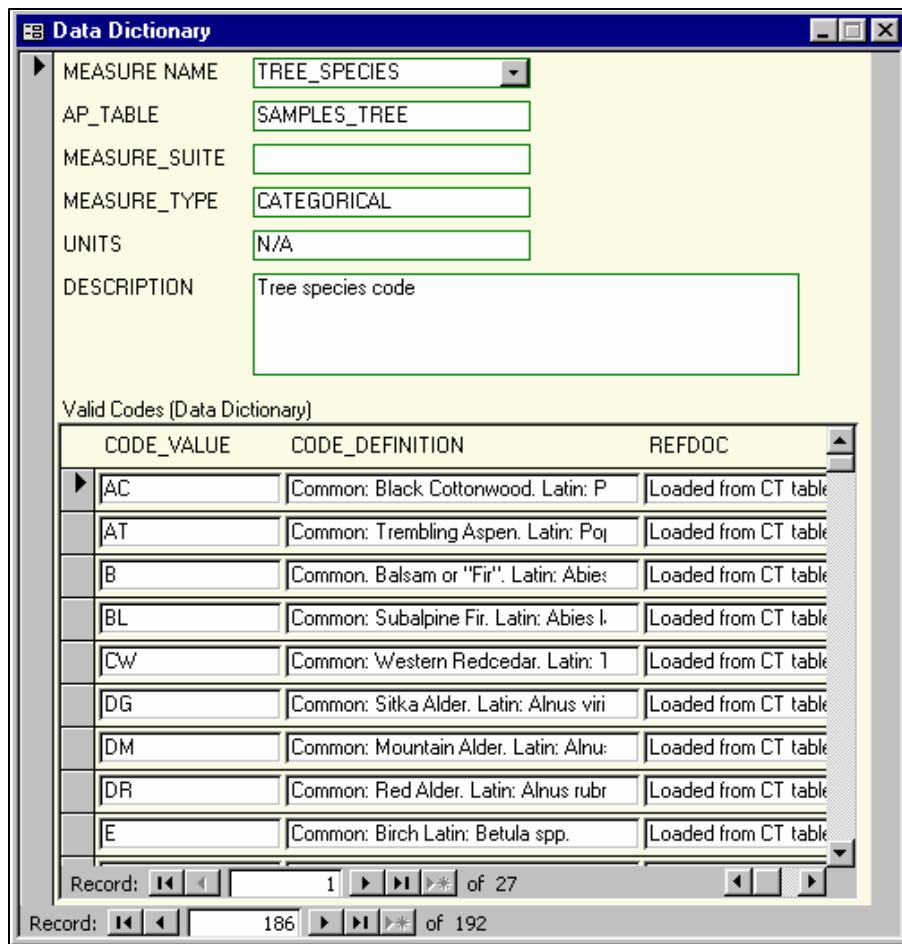 Data Dictionary
MEASURE NAME TREE_SPECIES
AP_TABLE SAMPLES_TREE
MEASURE_SUITE
MEASURE_TYPE CATEGORICAL
UNITS N/A
DESCRIPTION Tree species code
Valid Codes (Data Dictionary)
CODE_VALUE CODE_DEFINITION REFDOC
AC Common: Black Cottonwood. Latin: P Loaded from CT table
AT Common: Trembling Aspen. Latin: Pop Loaded from CT table
B Common. Balsam or "Fir". Latin: Abies Loaded from CT table
BL Common: Subalpine Fir. Latin: Abies l Loaded from CT table
CW Common: Western Redcedar. Latin: T Loaded from CT table
DG Common: Sitka Alder. Latin: Alnus viri Loaded from CT table
DM Common: Mountain Alder. Latin: Alnus Loaded from CT table
DR Common: Red Alder. Latin: Alnus rubr Loaded from CT table
E Common: Birch Latin: Betula spp. Loaded from CT table
Record: 1 of 27
Record: 186 of 192